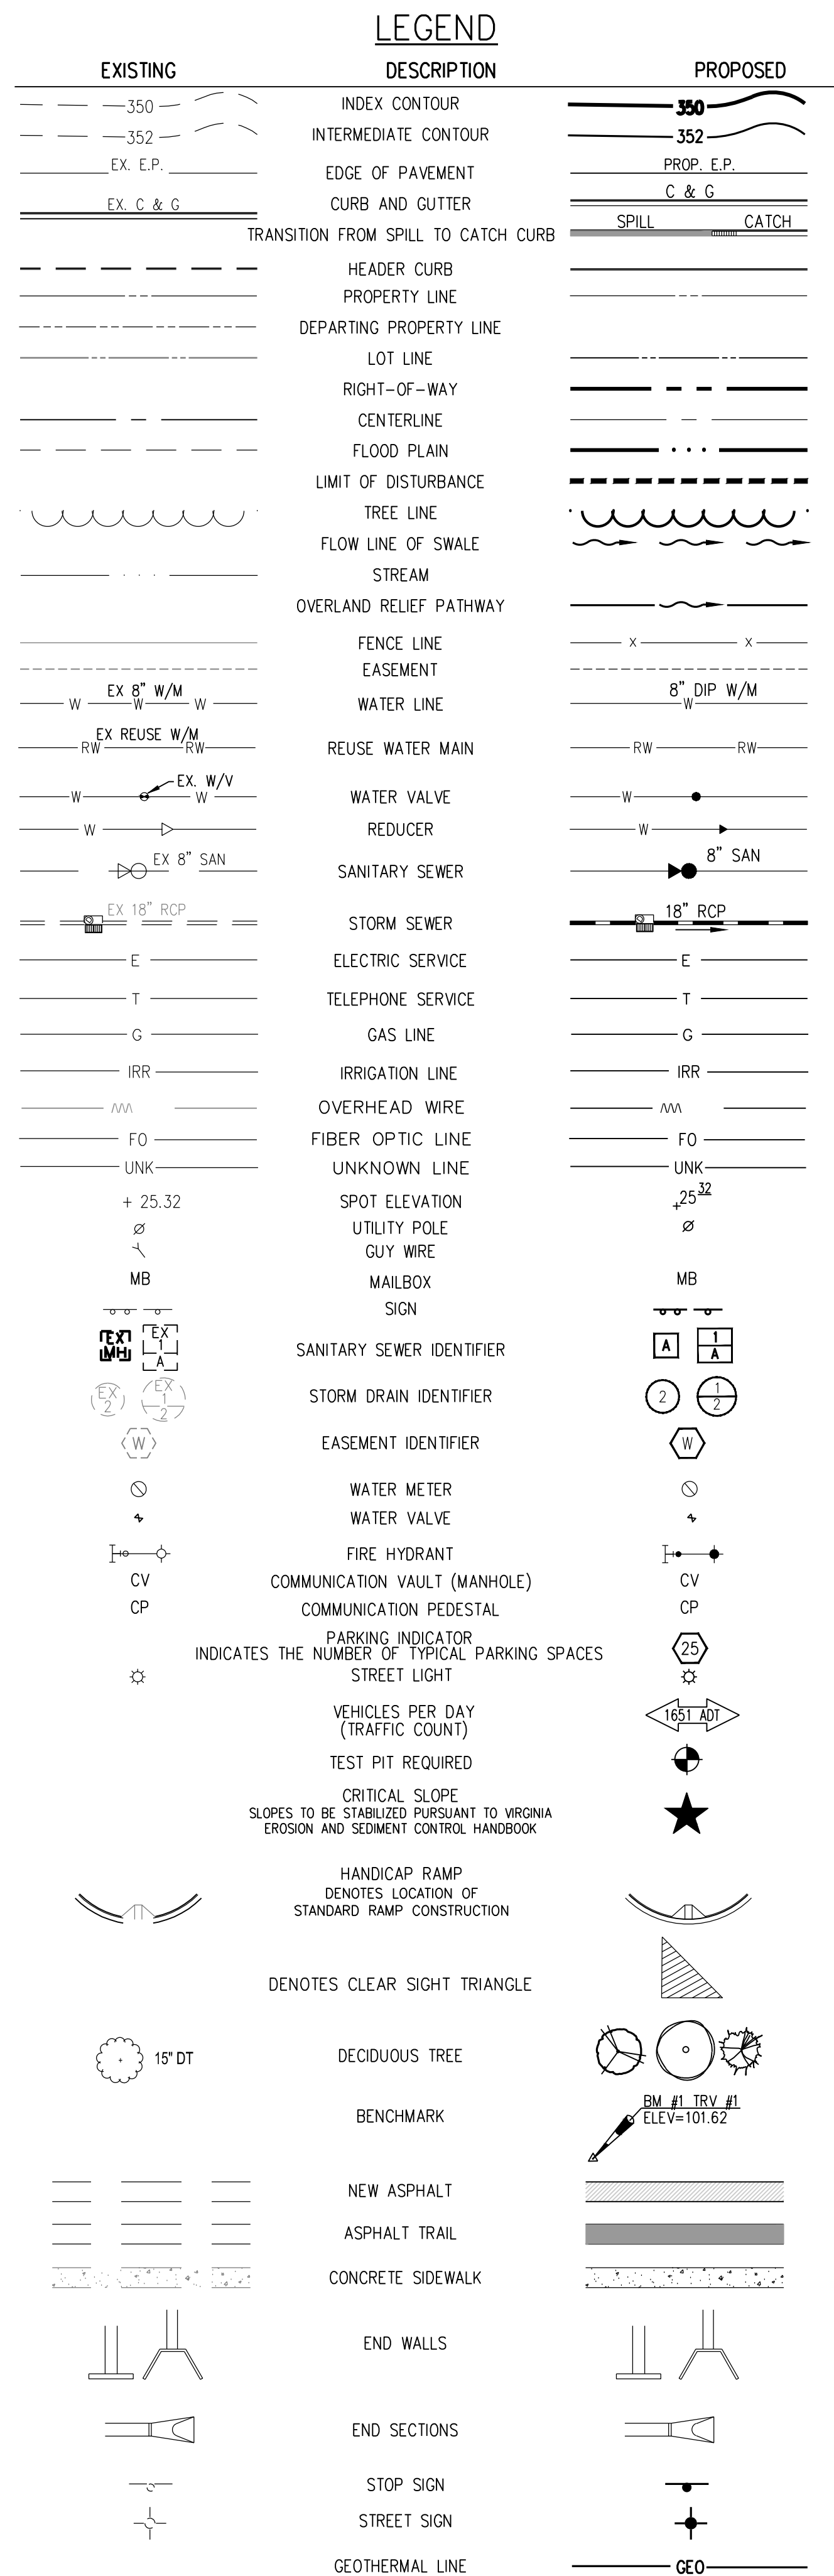 LEGEND
EXISTING DESCRIPTION PROPOSED
350 INDEX CONTOUR 350
352 INTERMEDIATE CONTOUR 352
EX. E.P. EDGE OF PAVEMENT PROP. E.P.
EX. C & G CURB AND GUTTER C & G
TRANSITION FROM SPILL TO CATCH CURB SPILL CATCH
HEADER CURB
PROPERTY LINE
DEPARTING PROPERTY LINE
LOT LINE
RIGHT-OF-WAY
CENTERLINE
FLOOD PLAIN
LIMIT OF DISTURBANCE
TREE LINE
FLOW LINE OF SWALE
STREAM
OVERLAND RELIEF PATHWAY
FENCE LINE X X
EASEMENT
EX 8" W/M 8" DIP W/M
W W W WATER LINE W
EX REUSE W/M
RW RW REUSE WATER MAIN RW RW
EX. W/V
W W WATER VALVE W
W REDUCER W
EX 8" SAN 8" SAN
SANITARY SEWER
EX 18" RCP 18" RCP
STORM SEWER
E ELECTRIC SERVICE E
T TELEPHONE SERVICE T
G GAS LINE G
IRR IRRIGATION LINE IRR
OVERHEAD WIRE
FO FIBER OPTIC LINE FO
UNK UNKNOWN LINE UNK
+ 25.32 SPOT ELEVATION +25 32
UTILITY POLE
GUY WIRE
MB MAILBOX MB
SIGN
EX EX 1
MH 1 SANITARY SEWER IDENTIFIER A A
A
EX EX 1
2 1 STORM DRAIN IDENTIFIER 2 2
2
W EASEMENT IDENTIFIER W
WATER METER
WATER VALVE
FIRE HYDRANT
CV COMMUNICATION VAULT (MANHOLE) CV
CP COMMUNICATION PEDESTAL CP
PARKING INDICATOR
INDICATES THE NUMBER OF TYPICAL PARKING SPACES 25
STREET LIGHT
VEHICLES PER DAY 1651 ADT
(TRAFFIC COUNT)
TEST PIT REQUIRED
CRITICAL SLOPE
SLOPES TO BE STABILIZED PURSUANT TO VIRGINIA
EROSION AND SEDIMENT CONTROL HANDBOOK
HANDICAP RAMP
DENOTES LOCATION OF
STANDARD RAMP CONSTRUCTION
DENOTES CLEAR SIGHT TRIANGLE
15" DT DECIDUOUS TREE
BM #1 TRV #1
BENCHMARK ELEV=101.62
NEW ASPHALT
ASPHALT TRAIL
CONCRETE SIDEWALK
END WALLS
END SECTIONS
STOP SIGN
STREET SIGN
GEOTHERMAL LINE GEO